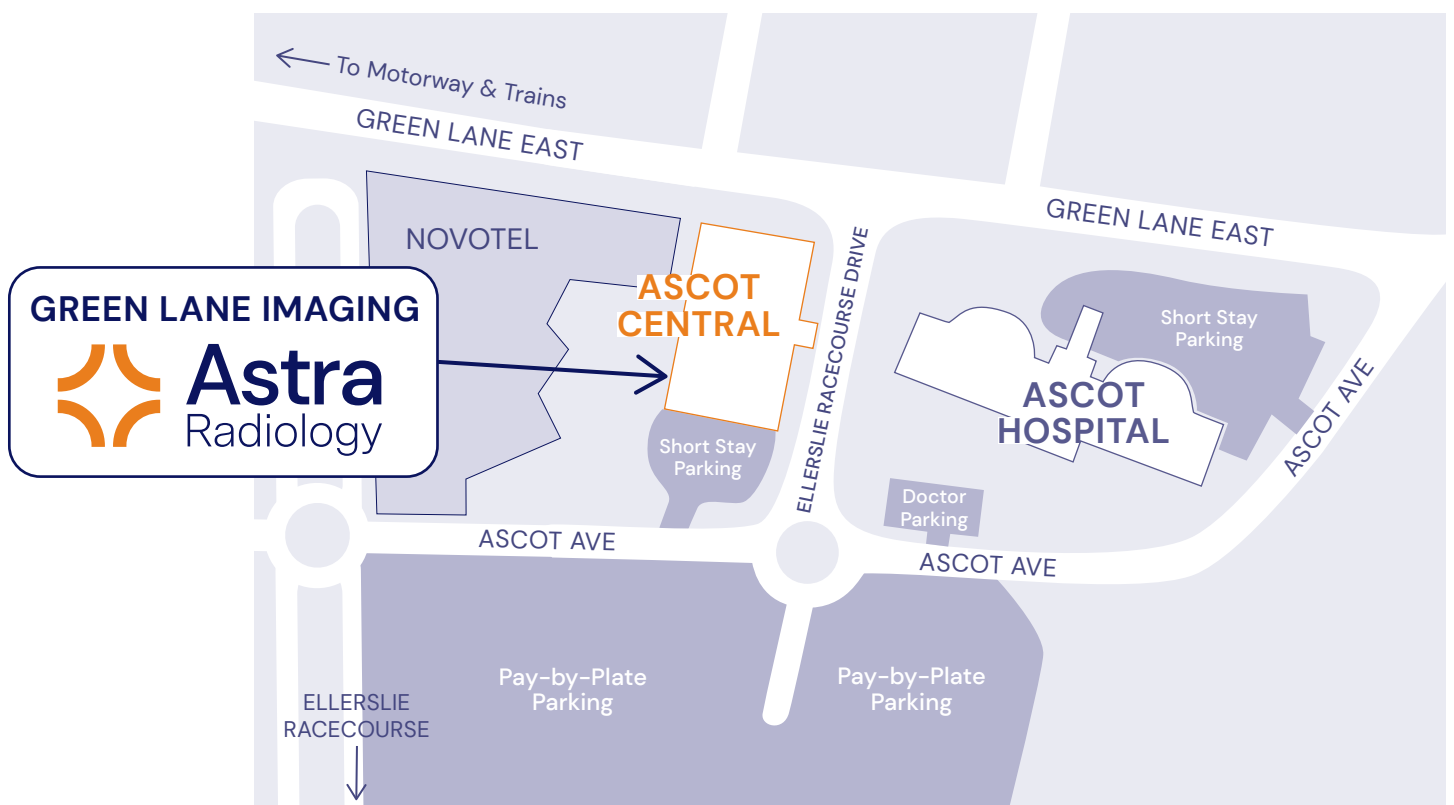 To Motorway & Trains
GREEN LANE EAST
GREEN LANE EAST
NOVOTEL
ASCOT
CENTRAL
GREEN LANE IMAGING
Astra
Radiology
ELLERSLIE RACECOURSE DRIVE
Short Stay
Parking
ASCOT
HOSPITAL
ASCOT AVE
Short Stay
Parking
Doctor
Parking
ASCOT AVE
ASCOT AVE
Pay-by-Plate
Parking
Pay-by-Plate
Parking
ELLERSLIE
RACECOURSE